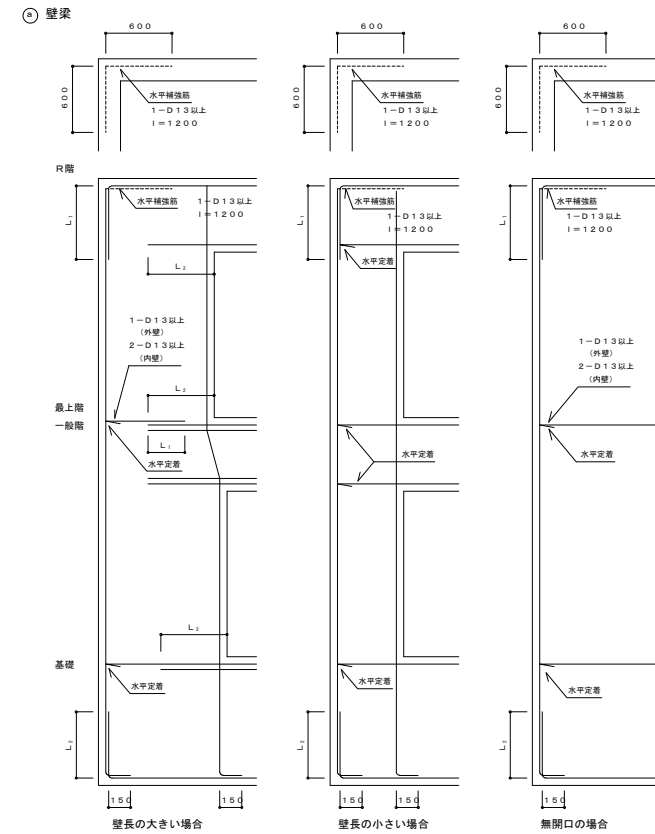 ⓐ 壁梁
600
600
600
600
水平補強筋
1-D13以上
l=1200
600
水平補強筋
1-D13以上
l=1200
600
水平補強筋
1-D13以上
l=1200
R階
L₁
水平補強筋
1-D13以上
l=1200
L₂
L₁
水平補強筋
1-D13以上
l=1200
水平定着
L₁
水平補強筋
1-D13以上
l=1200
1-D13以上
(外壁)
2-D13以上
(内壁)
L₂
1-D13以上
(外壁)
2-D13以上
(内壁)
最上階
一般階
L₁
水平定着
水平定着
水平定着
L₂
基礎
水平定着
水平定着
水平定着
L₂
L₂
L₂
150
150
150
150
150
壁長の大きい場合
壁長の小さい場合
無開口の場合